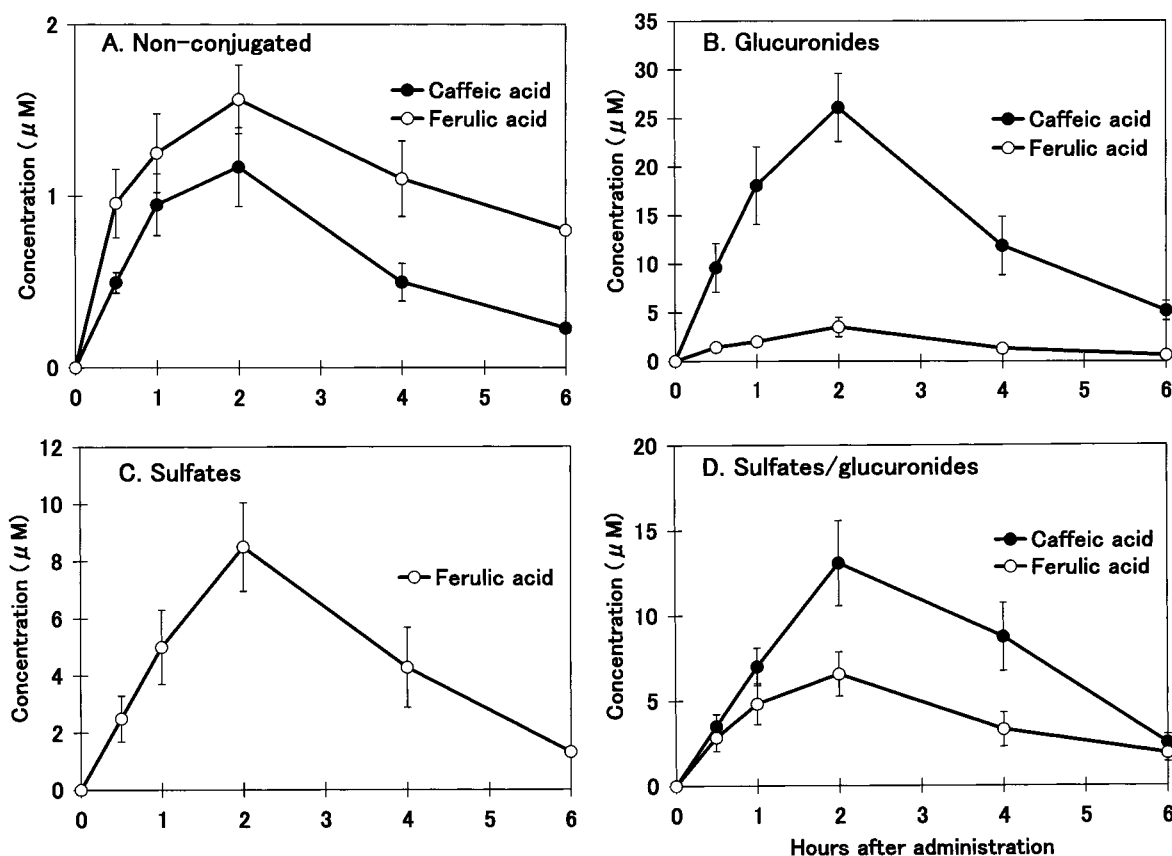 A. Non-conjugated
Caffeic acid
Ferulic acid
Concentration (μM)
2
1
0
0 1 2 3 4 5 6
B. Glucuronides
Caffeic acid
Ferulic acid
Concentration (μM)
35
30
25
20
15
10
5
0
0 1 2 3 4 5 6
C. Sulfates
Ferulic acid
Concentration (μM)
12
10
8
6
4
2
0
0 1 2 3 4 5 6
D. Sulfates/glucuronides
Caffeic acid
Ferulic acid
Concentration (μM)
20
15
10
5
0
0 1 2 3 4 5 6
Hours after administration